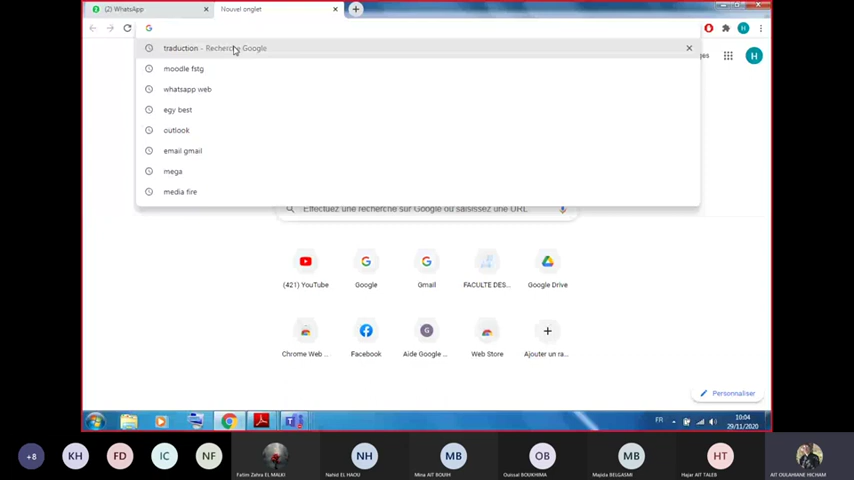 (2) WhatsApp
Nouvel onglet
traduction - Recherche Google
moodle fstg
whatsapp web
egy best
outlook
email gmail
mega
media fire
Effectuez une recherche sur Google ou saisissez une URL
(421) YouTube
Google
Gmail
FACULTE DES...
Google Drive
Chrome Web ...
Facebook
Aide Google ...
Web Store
Ajouter un ra...
Personnaliser
FR
10:04
29/11/2020
H
H
+8
KH
FD
IC
NF
NH
MB
OB
MB
HT
Fatim Zahra EL MALKI
Nahid EL HAOU
Mina AIT BOUIH
Oussal BOUKHIMA
Majida BELGASMI
Hajar AIT TALEB
AIT OULAHIANE HICHAM